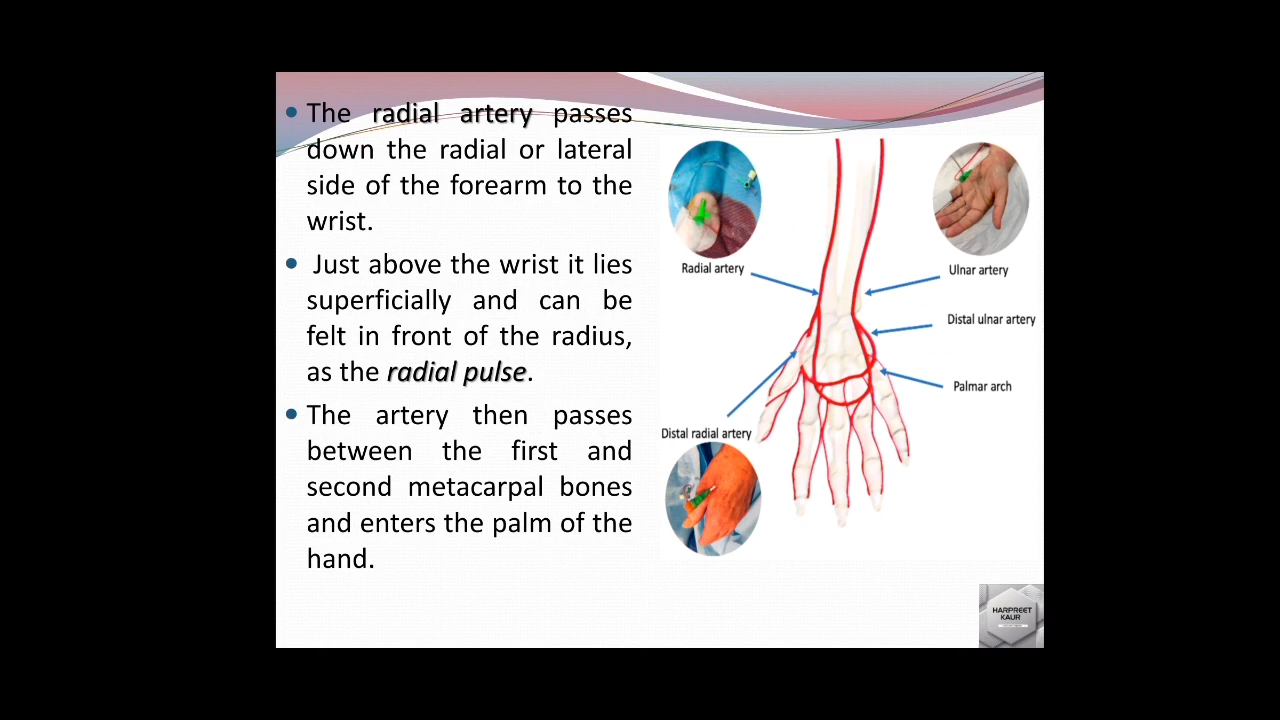 • The radial artery passes
down the radial or lateral
side of the forearm to the
wrist.
• Just above the wrist it lies
superficially and can be
felt in front of the radius,
as the radial pulse.
• The artery then passes
between the first and
second metacarpal bones
and enters the palm of the
hand.
Radial artery
Ulnar artery
Distal ulnar artery
Palmar arch
Distal radial artery
HARPREET
KAUR